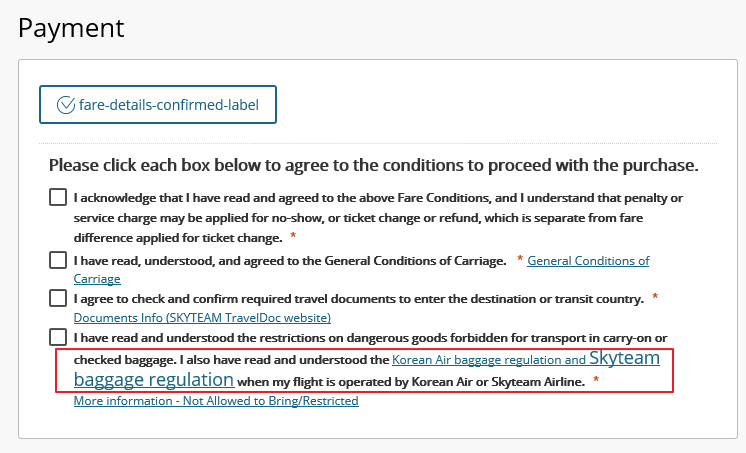 Payment
fare-details-confirmed-label
Please click each box below to agree to the conditions to proceed with the purchase.
I acknowledge that I have read and agreed to the above Fare Conditions, and I understand that penalty or
service charge may be applied for no-show, or ticket change or refund, which is separate from fare
difference applied for ticket change. *
I have read, understood, and agreed to the General Conditions of Carriage. * General Conditions of
Carriage
I agree to check and confirm required travel documents to enter the destination or transit country. *
Documents Info (SKYTEAM TravelDoc website)
I have read and understood the restrictions on dangerous goods forbidden for transport in carry-on or
checked baggage. I also have read and understood the Korean Air baggage regulation and Skyteam
baggage regulation when my flight is operated by Korean Air or Skyteam Airline. *
More information - Not Allowed to Bring/Restricted